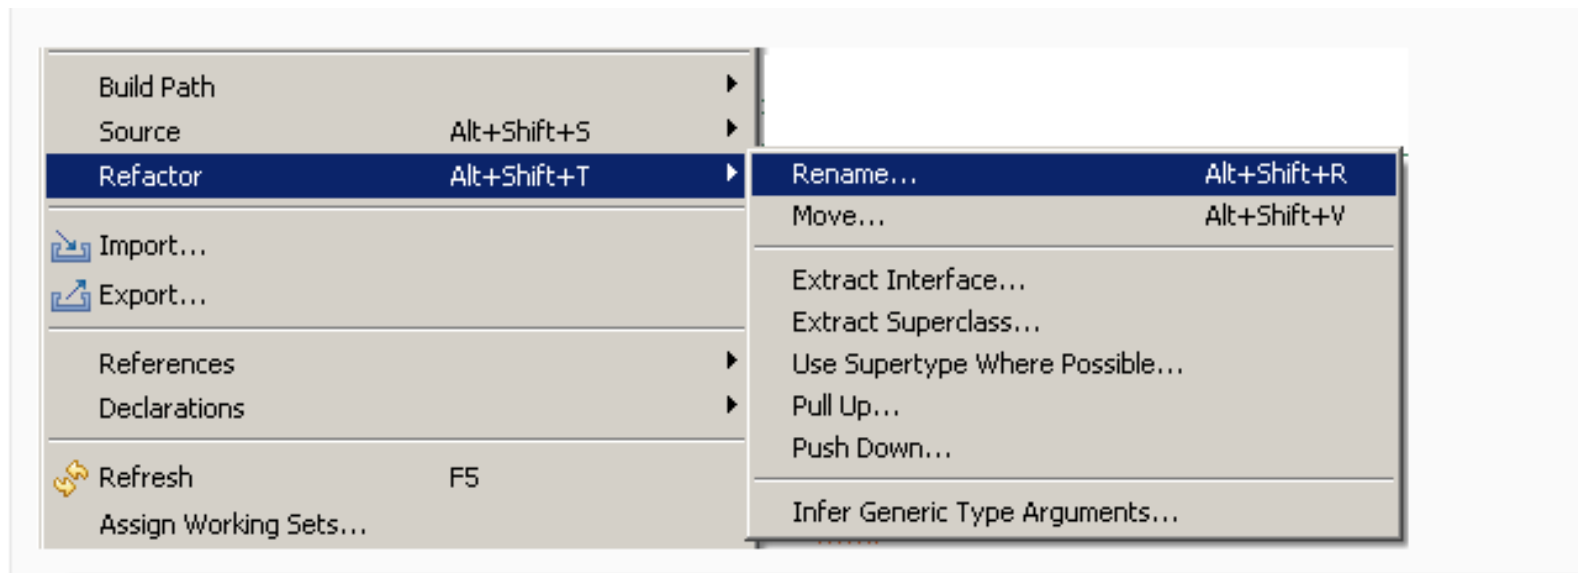 Build Path
Source Alt+Shift+S
Refactor Alt+Shift+T
Import...
Export...
References
Declarations
Refresh F5
Assign Working Sets...
Rename... Alt+Shift+R
Move... Alt+Shift+V
Extract Interface...
Extract Superclass...
Use Supertype Where Possible...
Pull Up...
Push Down...
Infer Generic Type Arguments...